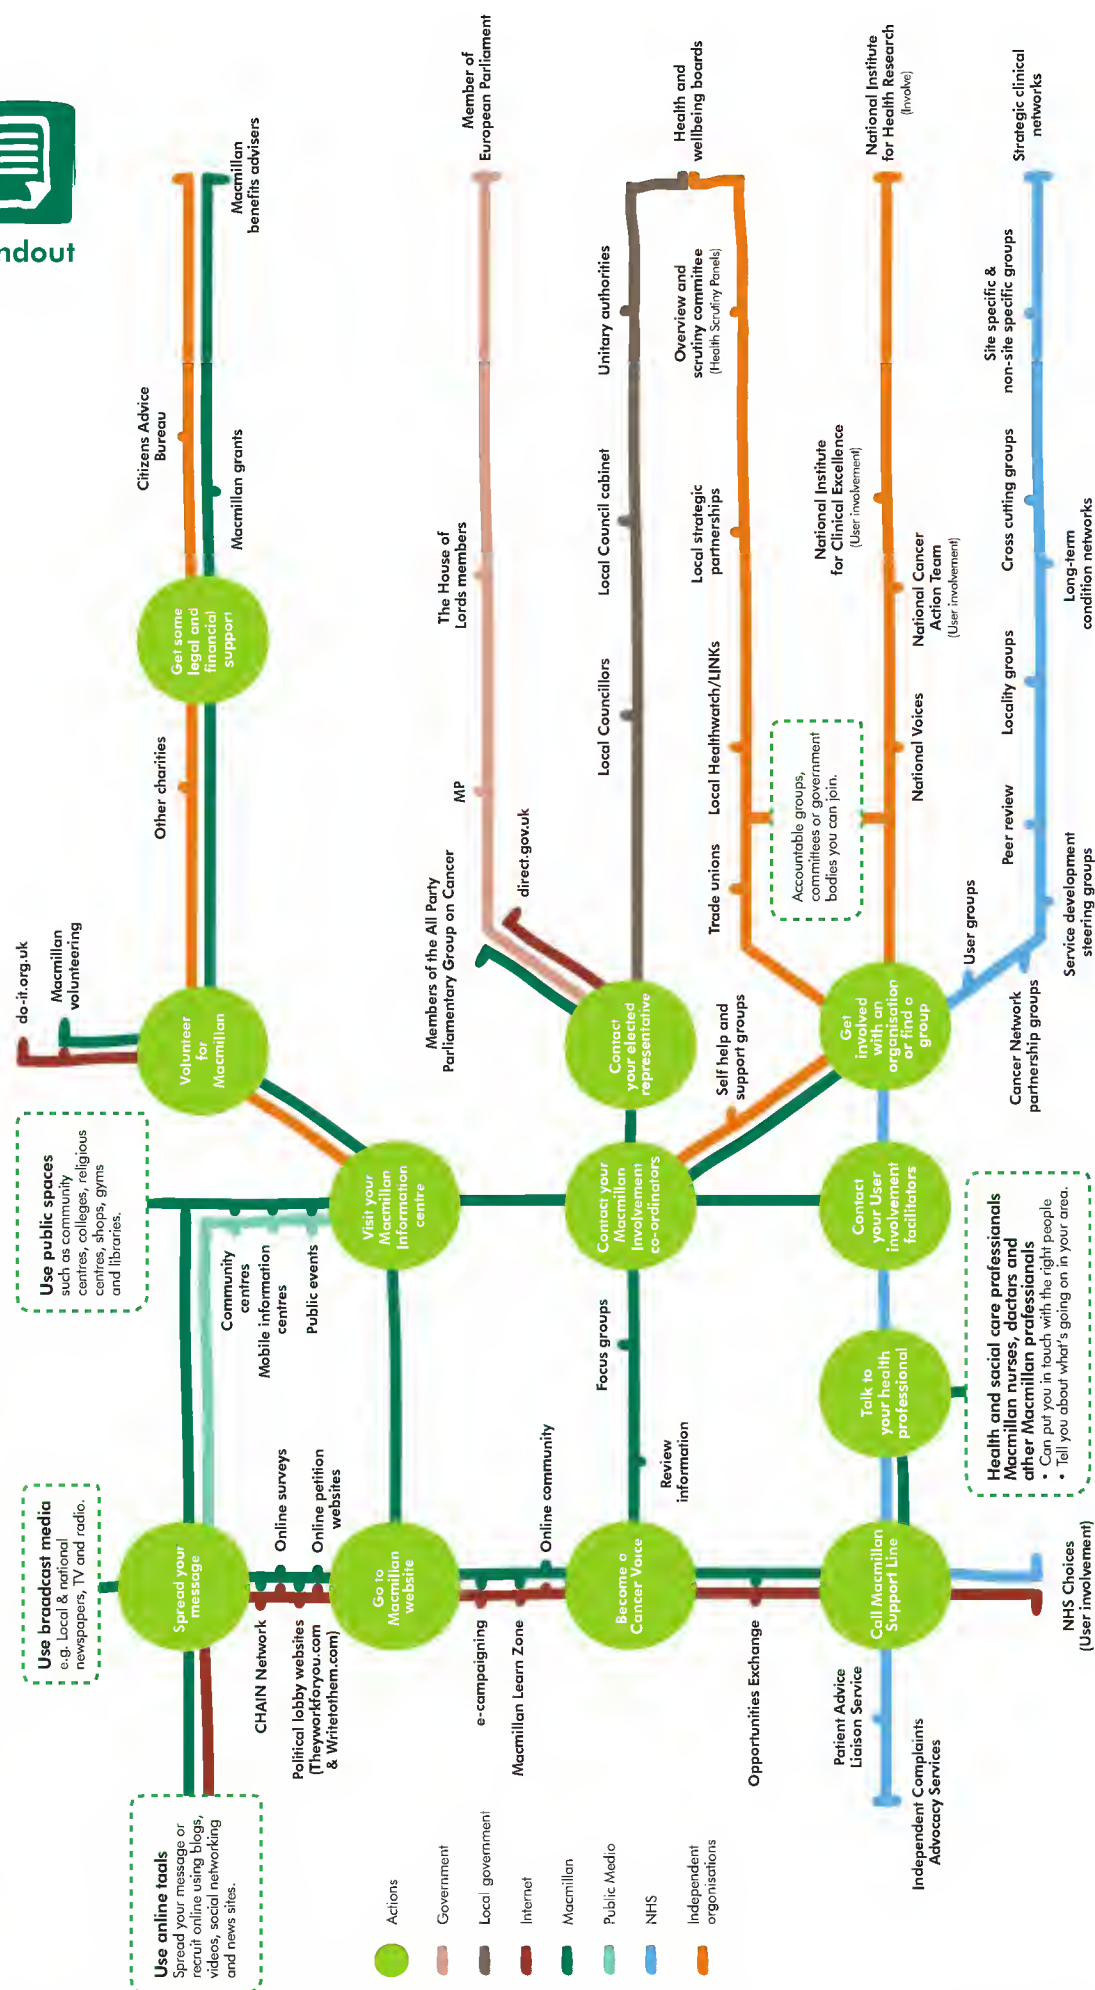 ndout
Use online taals
Spread your message or
recruit online using blogs,
videos, social networking
and news sites.
Use braadcast media
e.g. Local & national
newspapers, TV and radio.
Use public spaces
such as community
centres, colleges, religious
centres, shops, gyms
and libraries.
do-it.org.uk
Macmillan
volunteering
Spread your
message
Volunteer
for
Macmillan
Other charities
Get some
legal and
financial
support
Citizens Advice
Bureau
Macmillan grants
Macmillan
benefits advisers
CHAIN Network
Political lobby websites
(Theyworkforyou.com
& Writetothem.com)
Online surveys
Online petition
websites
Community
centres
Mobile information
centres
Public events
Go to
Macmillan
website
Visit your
Macmillan
Information
centre
Members of the All Party
Parliamentary Group on Cancer
direct.gov.uk
MP
The House of
Lords members
Member of
European Parliament
e-campaigning
Macmillan Learn Zone
Online community
Become a
Cancer Voice
Review
information
Focus groups
Contact your
Macmillan
Involvement
co-ordinators
Contact
your elected
representative
Local Councillors
Local Council cabinet
Unitary authorities
Health and
wellbeing boards
Self help and
support groups
Trade unions
Local Healthwatch/LINKs
Local strategic
partnerships
Overview and
scrutiny committee
(Health Scrutiny Panels)
Accountable groups,
committees or government
bodies you can join.
Opportunities Exchange
Patient Advice
Liaison Service
Independent Complaints
Advocacy Services
Call Macmillan
Support Line
Talk to
your health
professional
Contact
your User
involvement
facilitators
Get
involved
with an
organisation
or find a
group
National Voices
National Cancer
Action Team
(User involvement)
National Institute
for Clinical Excellence
(User involvement)
National Institute
for Health Research
(Involve)
NHS Choices
(User involvement)
Health and sacial care prafessianals
Macmillan nurses, dactars and
ather Macmillan prafessianals
• Can put you in touch with the right people
• Tell you about what's going on in your area.
User groups
Cancer Network
partnership groups
Service development
steering groups
Peer review
Locality groups
Long-term
condition networks
Cross cutting groups
Site specific &
non-site specific groups
Strategic clinical
networks
Actions
Government
Local government
Internet
Macmillan
Public Medio
NHS
Independent
orgonisations